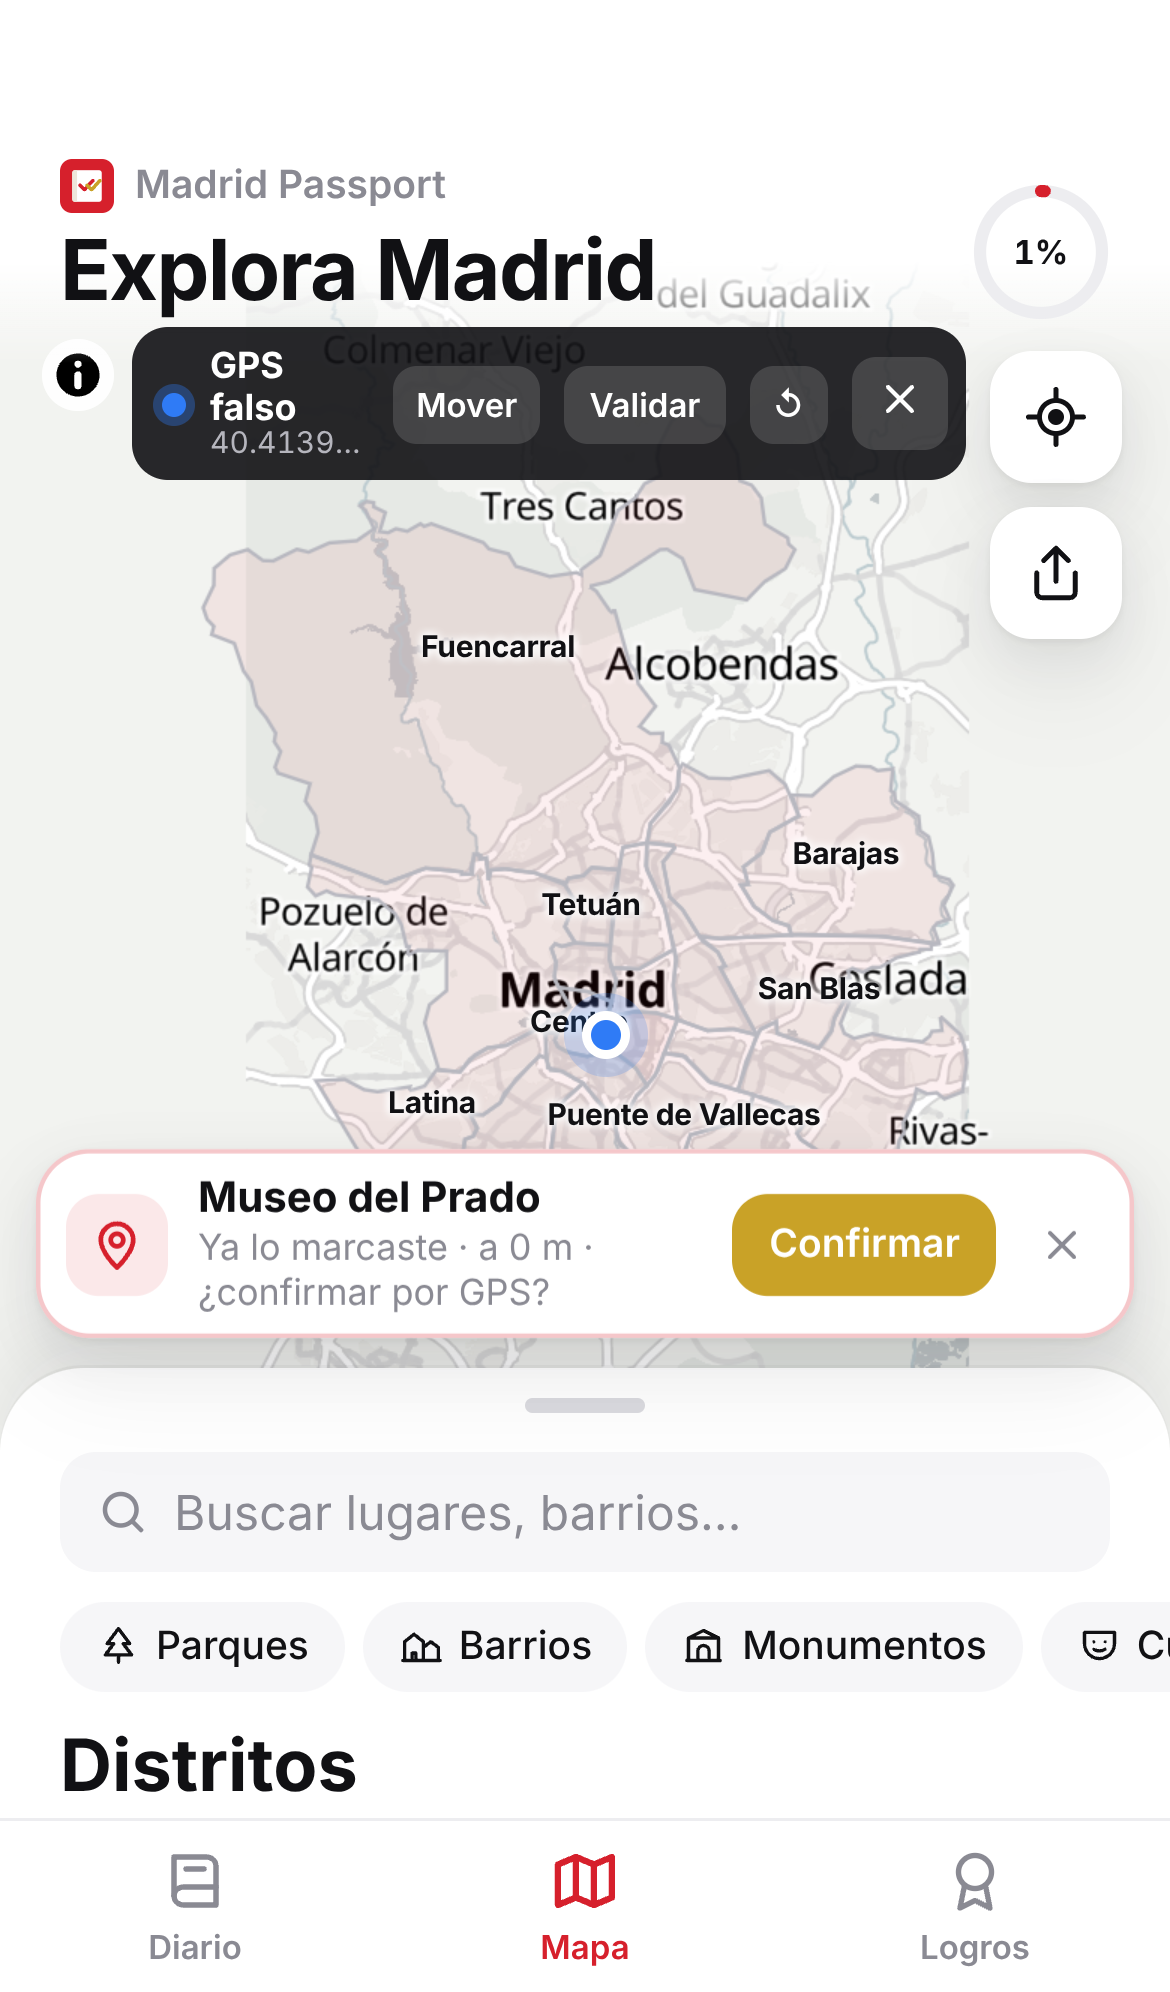 Madrid Passport
Explora Madrid
1%
del Guadalix
Colmenar Viejo
GPS
falso
40.4139...
Mover
Validar
Tres Cantos
Fuencarral
Alcobendas
Barajas
Tetuán
Pozuelo de
Alarcón
Madrid
Coslada
San Blas
Latina
Puente de Vallecas
Rivas-
Museo del Prado
Ya lo marcaste · a 0 m ·
¿confirmar por GPS?
Confirmar
Buscar lugares, barrios...
Parques
Barrios
Monumentos
Distritos
Diario
Mapa
Logros